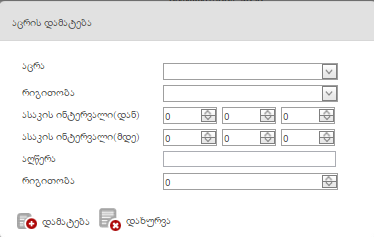 აცრის დამატება
აცრა
რიგითობა
ასაკის ინტერვალი(დან) 0 0 0
ასაკის ინტერვალი(მდე) 0 0 0
აღწერა
რიგითობა 0
დამატება დახურვა